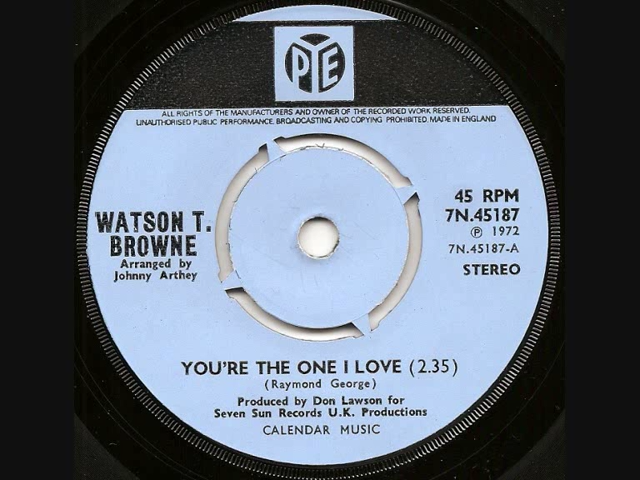 PYE
ALL RIGHTS OF THE MANUFACTURERS AND OWNER OF THE RECORDED WORK RESERVED.
UNAUTHORISED PUBLIC PERFORMANCE, BROADCASTING AND COPYING PROHIBITED. MADE IN ENGLAND
WATSON T.
BROWNE
Arranged by
Johnny Arthey
45 RPM
7N.45187
Ⓟ 1972
7N.45187-A
STEREO
YOU'RE THE ONE I LOVE (2.35)
(Raymond George)
Produced by Don Lawson for
Seven Sun Records U.K. Productions
CALENDAR MUSIC